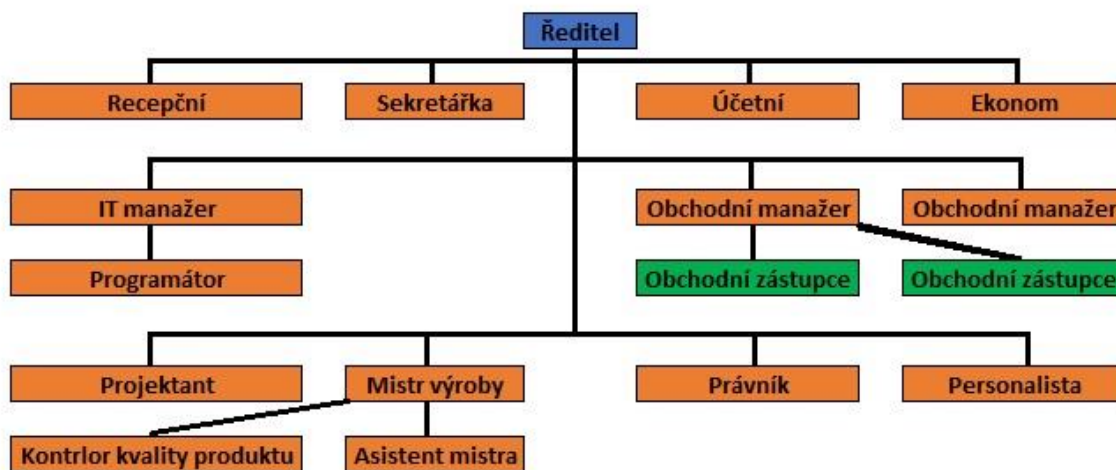 Ředitel
Recepční
Sekretářka
Účetní
Ekonom
IT manažer
Obchodní manažer
Obchodní manažer
Programátor
Obchodní zástupce
Obchodní zástupce
Projektant
Mistr výroby
Právník
Personalista
Kontrlor kvality produktu
Asistent mistra